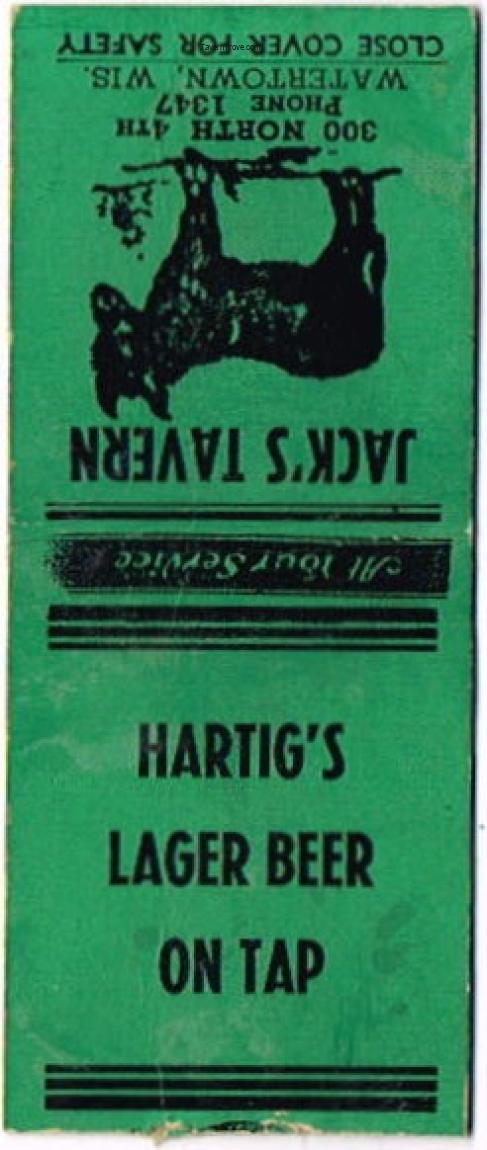 JACK'S TAVERN
300 NORTH 4TH
PHONE 1347
WATERTOWN, WIS.
CLOSE COVER FOR SAFETY
At Your Service
HARTIG'S
LAGER BEER
ON TAP